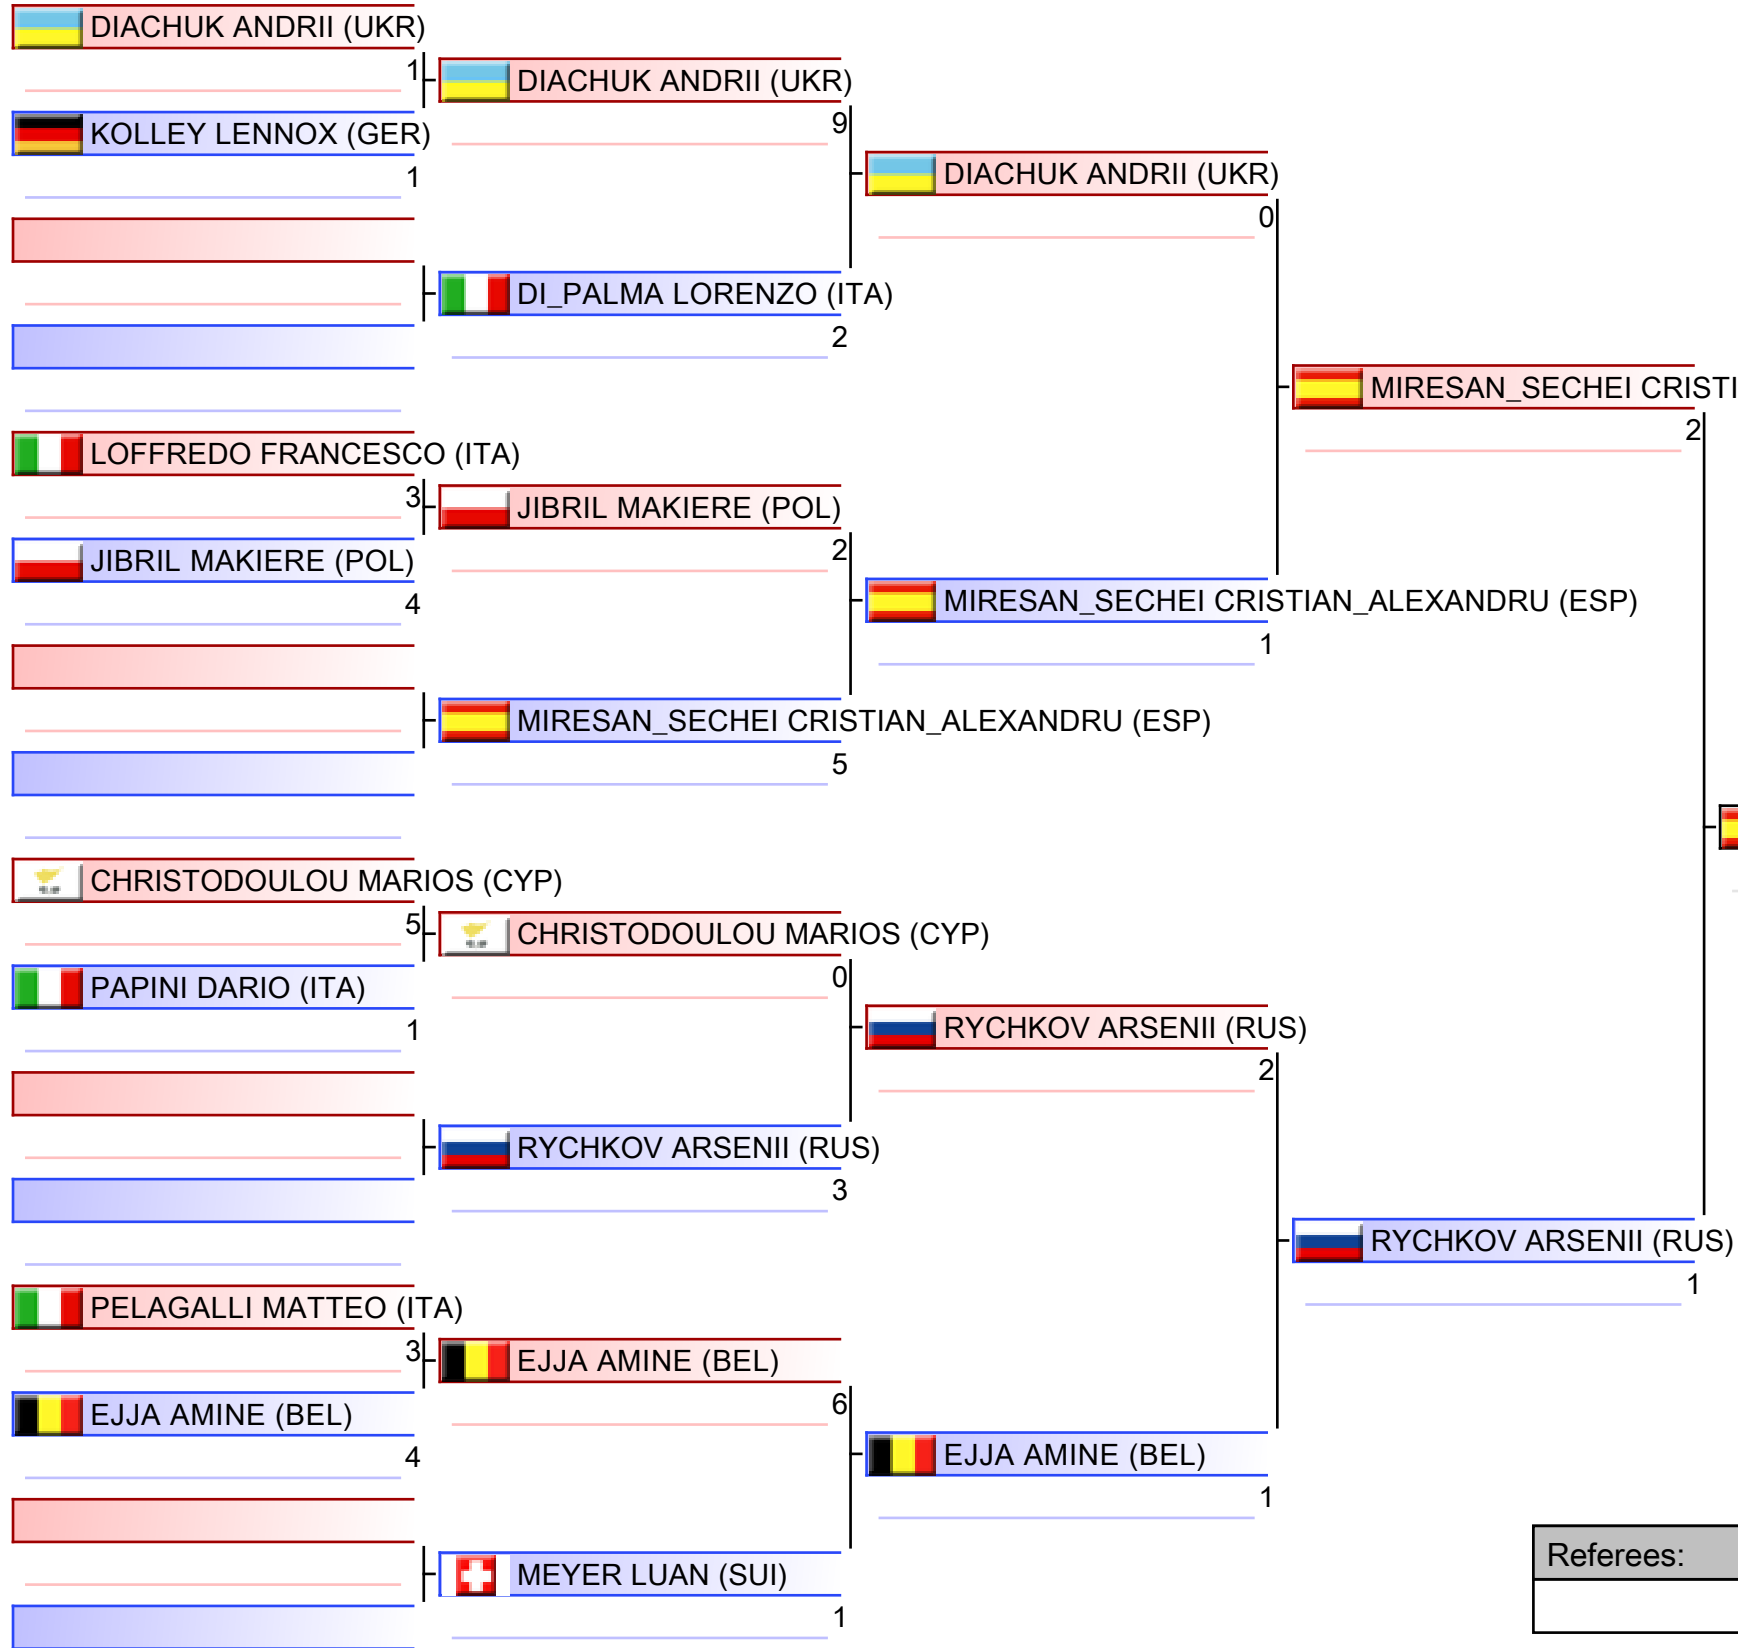 DIACHUK ANDRII (UKR)
1
KOLLEY LENNOX (GER)
1
LOFFREDO FRANCESCO (ITA)
3
JIBRIL MAKIERE (POL)
4
CHRISTODOULOU MARIOS (CYP)
5
PAPINI DARIO (ITA)
1
PELAGALLI MATTEO (ITA)
3
EJJA AMINE (BEL)
4
DIACHUK ANDRII (UKR)
9
DI_PALMA LORENZO (ITA)
2
JIBRIL MAKIERE (POL)
2
MIRESAN_SECHEI CRISTIAN_ALEXANDRU (ESP)
5
CHRISTODOULOU MARIOS (CYP)
0
RYCHKOV ARSENII (RUS)
3
EJJA AMINE (BEL)
6
MEYER LUAN (SUI)
1
DIACHUK ANDRII (UKR)
0
MIRESAN_SECHEI CRISTIAN_ALEXANDRU (ESP)
1
RYCHKOV ARSENII (RUS)
2
EJJA AMINE (BEL)
1
MIRESAN_SECHEI CRISTI
2
RYCHKOV ARSENII (RUS)
1
Referees: